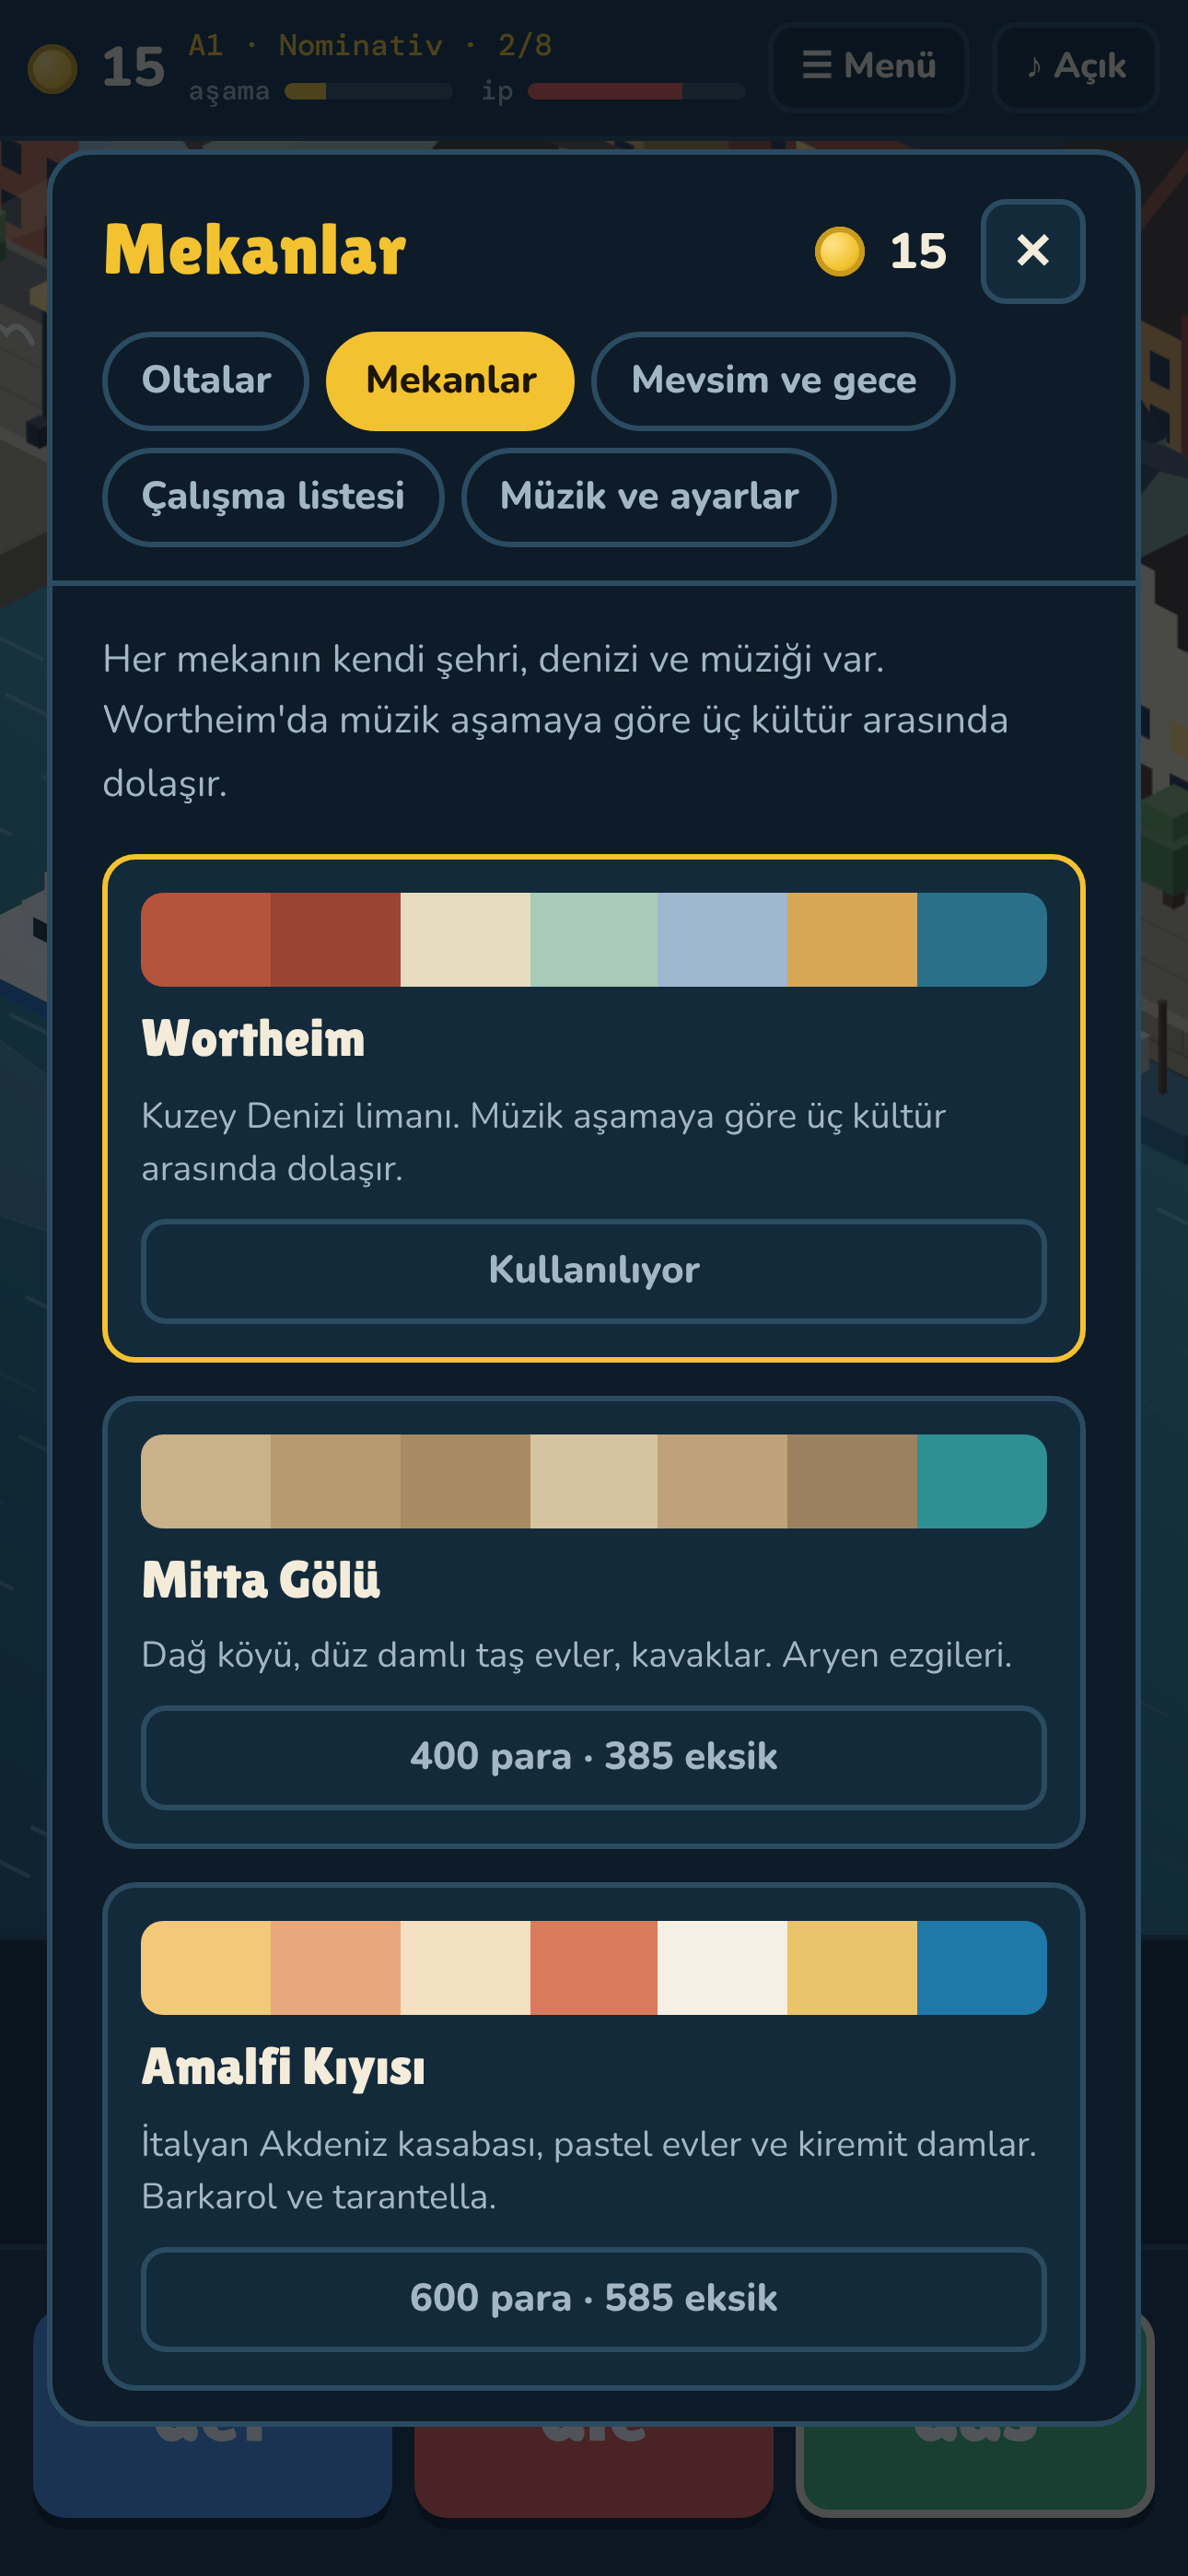 15
A1 · Nominativ · 2/8
aşama
ip
☰ Menü
♪ Açık
Mekanlar
15
✕
Oltalar
Mekanlar
Mevsim ve gece
Çalışma listesi
Müzik ve ayarlar
Her mekanın kendi şehri, denizi ve müziği var.
Wortheim'da müzik aşamaya göre üç kültür arasında
dolaşır.
Wortheim
Kuzey Denizi limanı. Müzik aşamaya göre üç kültür
arasında dolaşır.
Kullanılıyor
Mitta Gölü
Dağ köyü, düz damlı taş evler, kavaklar. Aryen ezgileri.
400 para · 385 eksik
Amalfi Kıyısı
İtalyan Akdeniz kasabası, pastel evler ve kiremit damlar.
Barkarol ve tarantella.
600 para · 585 eksik